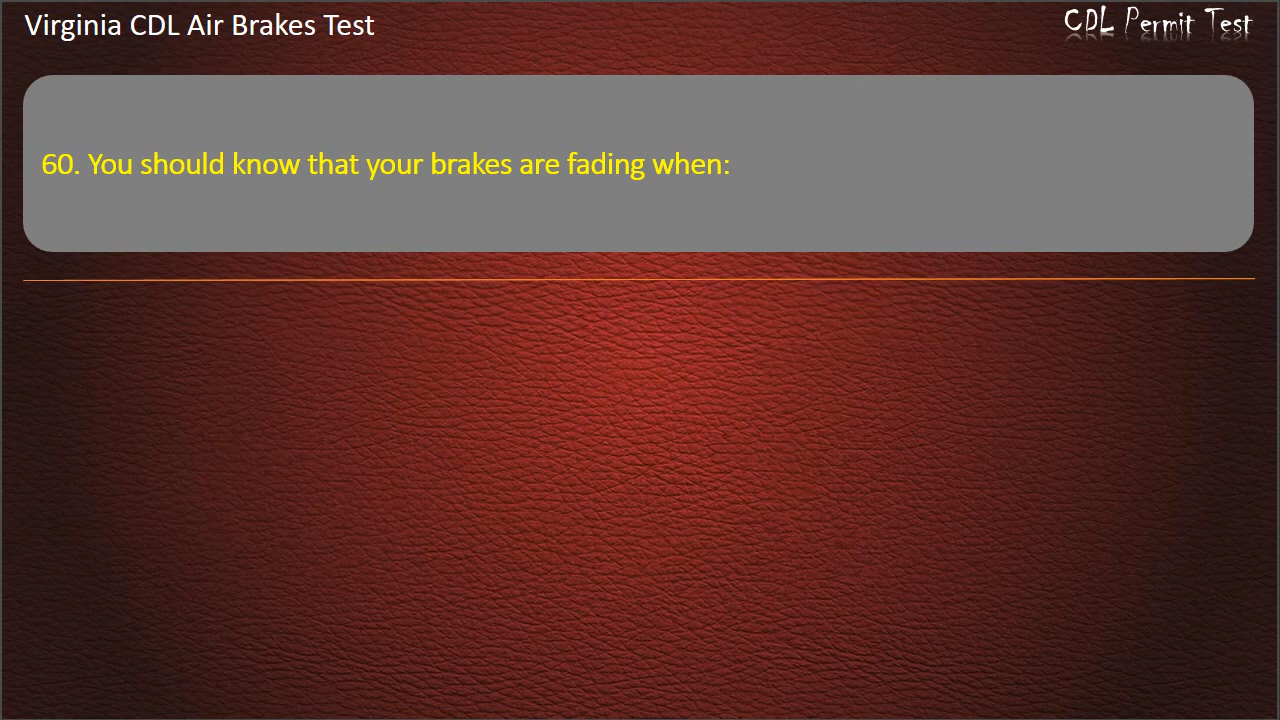 Virginia CDL Air Brakes Test
CDL Permit Test
60. You should know that your brakes are fading when: